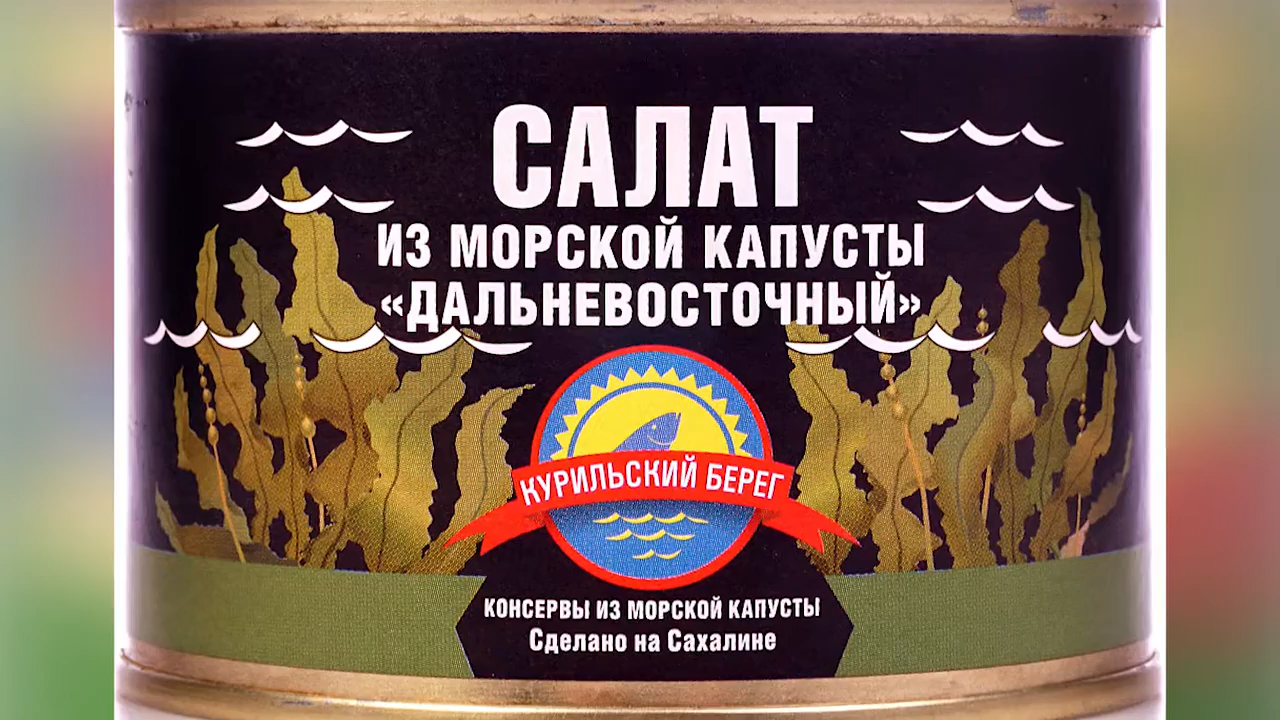 САЛАТ
ИЗ МОРСКОЙ КАПУСТЫ
«ДАЛЬНЕВОСТОЧНЫЙ»
КУРИЛЬСКИЙ БЕРЕГ
КОНСЕРВЫ ИЗ МОРСКОЙ КАПУСТЫ
Сделано на Сахалине